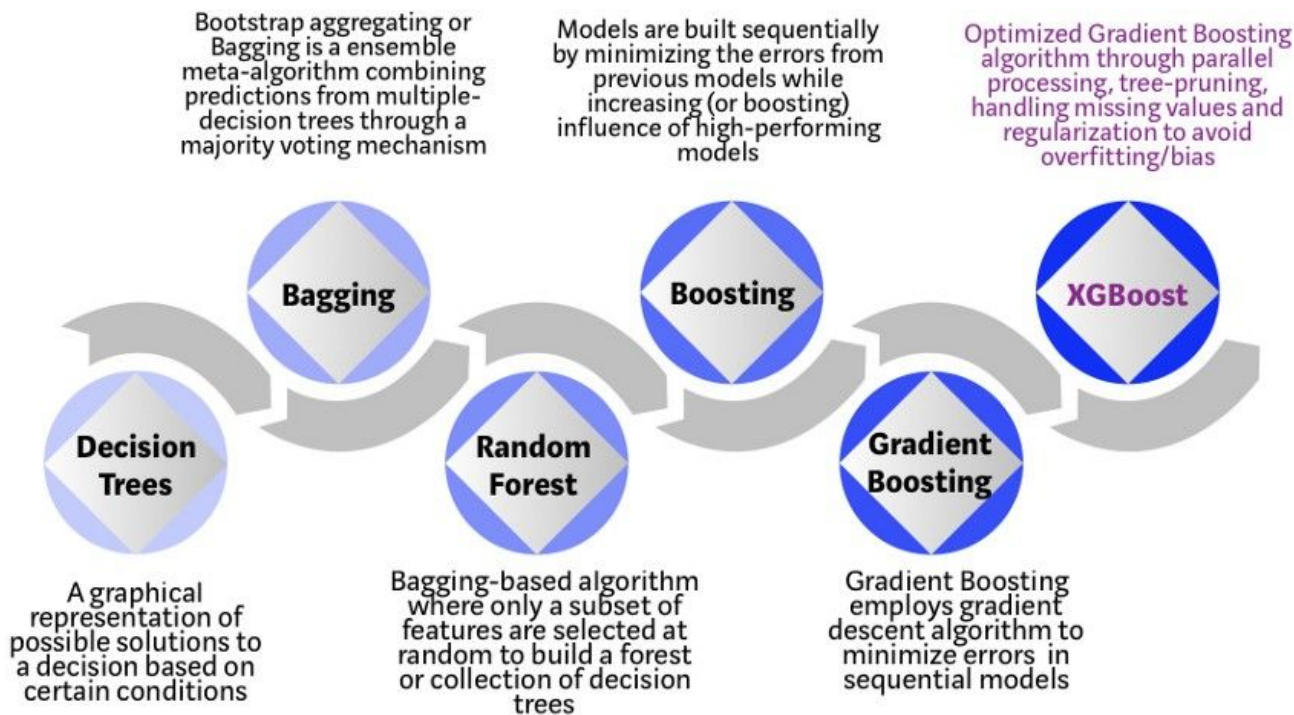 Bootstrap aggregating or
Bagging is a ensemble
meta-algorithm combining
predictions from multiple-
decision trees through a
majority voting mechanism
Models are built sequentially
by minimizing the errors from
previous models while
increasing (or boosting)
influence of high-performing
models
Optimized Gradient Boosting
algorithm through parallel
processing, tree-pruning,
handling missing values and
regularization to avoid
overfitting/bias
Bagging
Boosting
XGBoost
Decision
Trees
Random
Forest
Gradient
Boosting
A graphical
representation of
possible solutions to
a decision based on
certain conditions
Bagging-based algorithm
where only a subset of
features are selected at
random to build a forest
or collection of decision
trees
Gradient Boosting
employs gradient
descent algorithm to
minimize errors in
sequential models